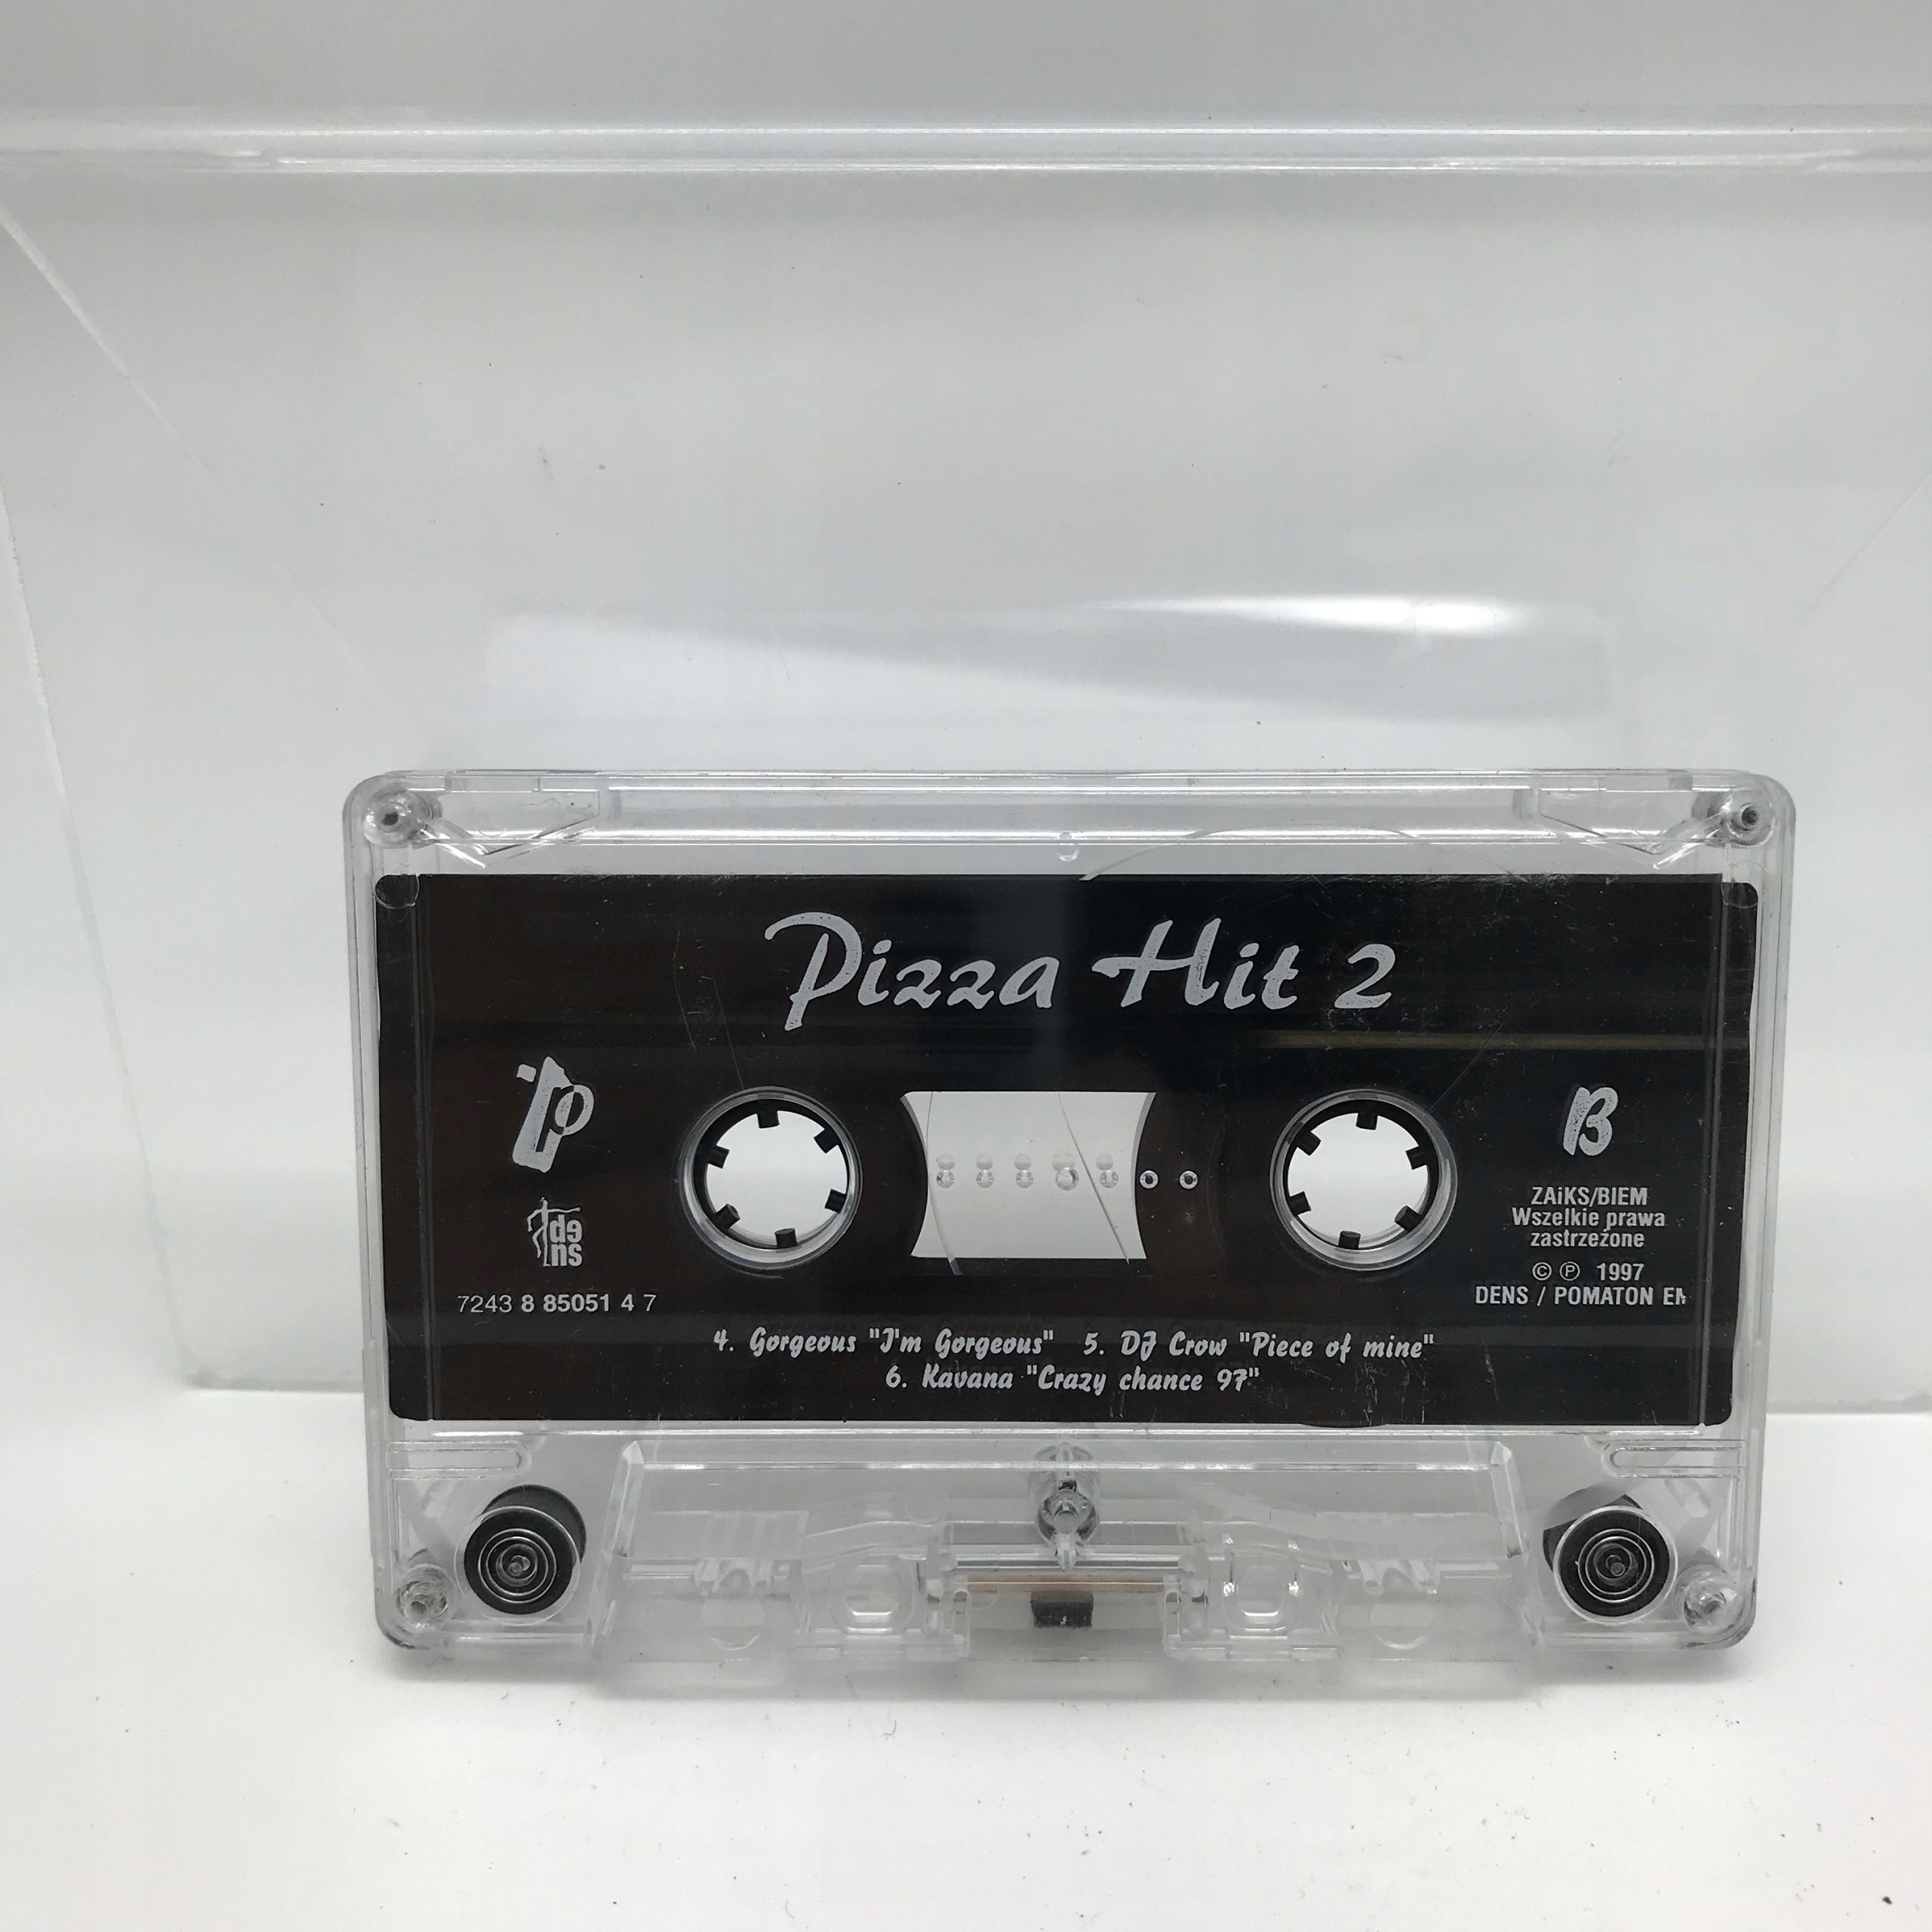 Pizza Hit 2
p
B
dens
ZAiKS/BIEM
Wszelkie prawa
zastrzeżone
© ℗ 1997
7243 8 85051 4 7
DENS / POMATON
4. Gorgeous "I'm Gorgeous" 5. DJ Crow "Piece of mine"
6. Kavana "Crazy chance 97"